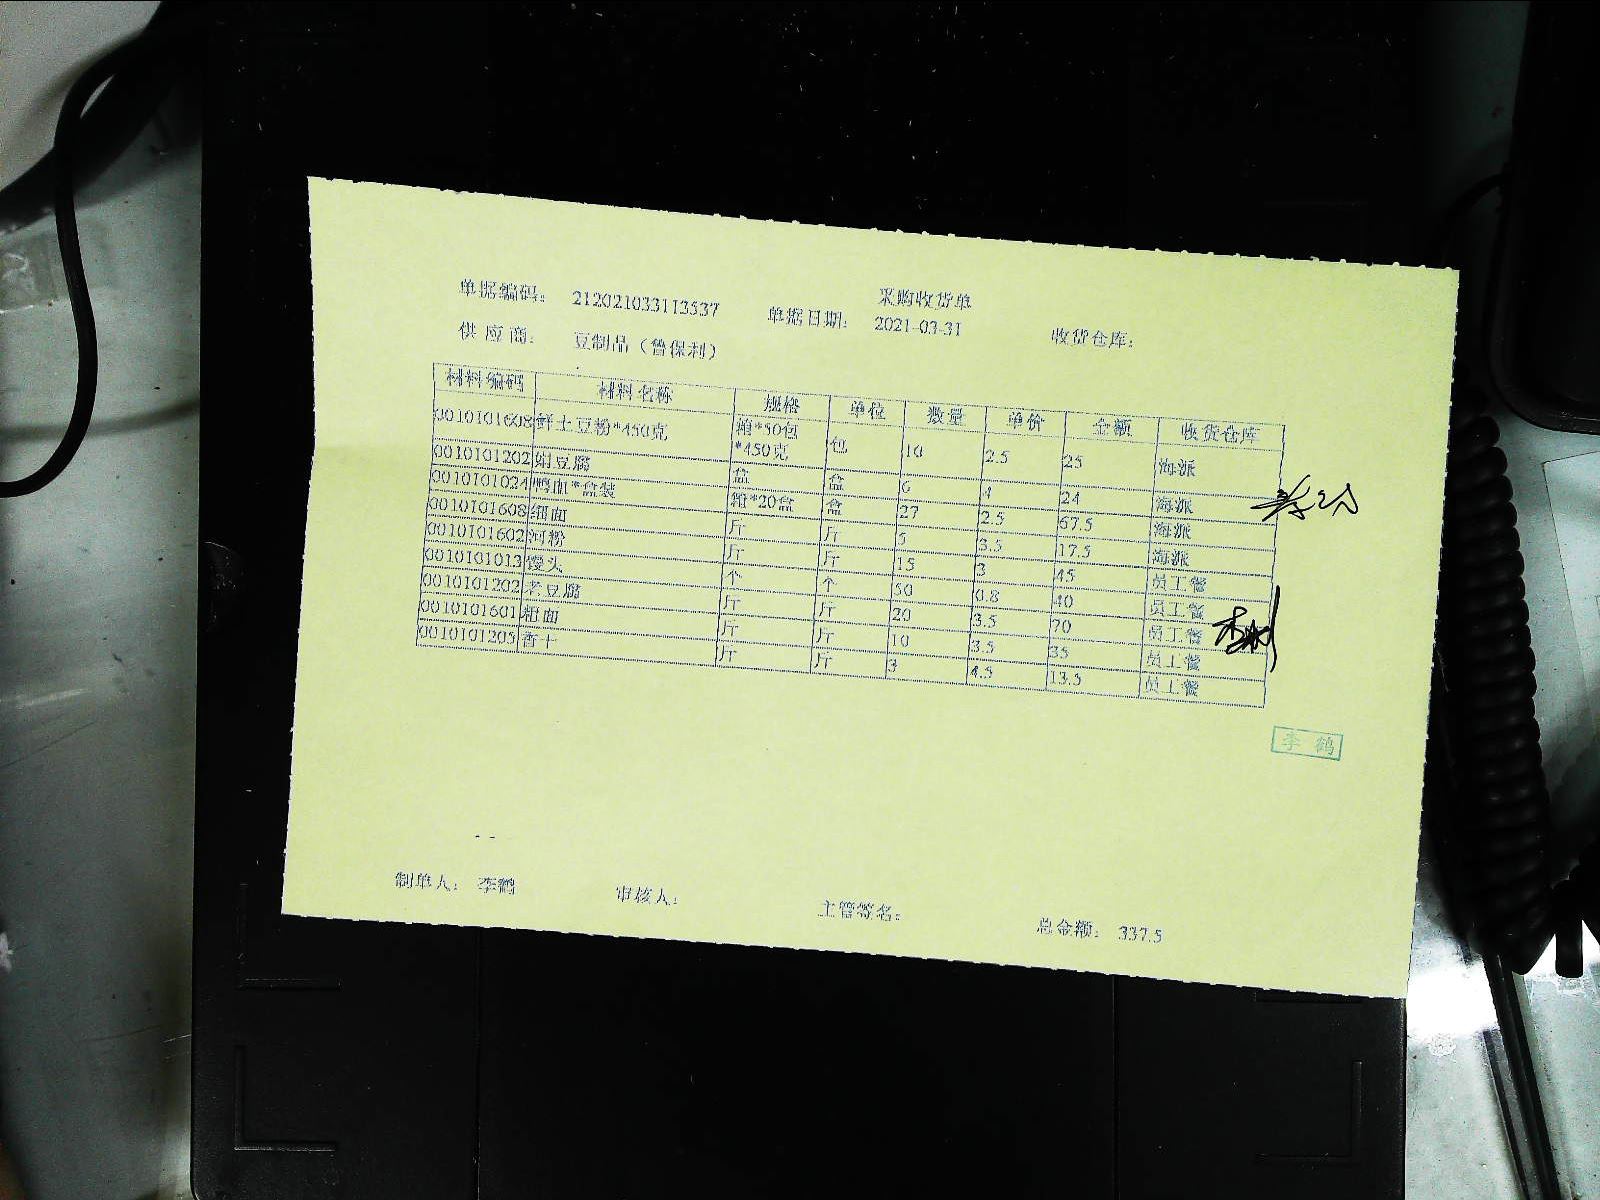 采购收货单
单据编码: 212021033113537 单据日期: 2021-03-31 收货仓库:
供应商: 豆制品（鲁保利）
材料编码 材料名称 规格 单位 数量 单价 金额 收货仓库
0010101608 鲜土豆粉*450克 箱*50包*450克 包 10 2.5 25 海派
0010101202 绢豆腐 盒 盒 6 4 24 海派
0010101024 鸭血*盒装 箱*20盒 盒 27 2.5 67.5 海派
0010101608 细面 斤 斤 5 3.5 17.5 海派
0010101602 河粉 斤 斤 15 3 45 员工餐
0010101013 馒头 个 个 50 0.8 40 员工餐
0010101202 老豆腐 斤 斤 20 3.5 70 员工餐
0010101601 粗面 斤 斤 10 3.5 35 员工餐
0010101205 香干 斤 斤 3 4.5 13.5 员工餐
李鹤
制单人: 李鹤 审核人: 主管签名: 总金额: 337.5